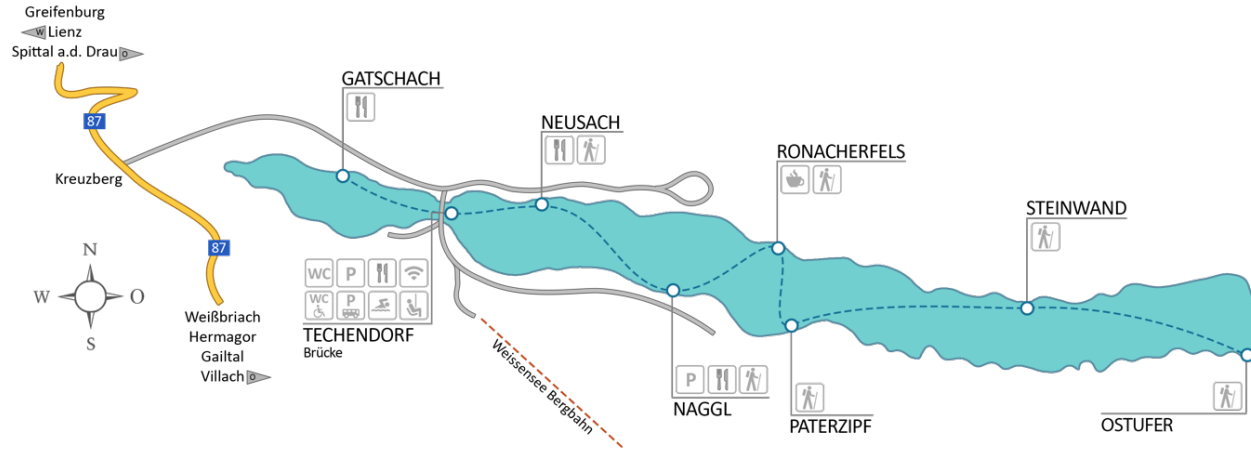 Greifenburg
W Lienz
Spittal a.d. Drau O
87
Kreuzberg
87
N
W O
S
Weißbriach
Hermagor
Gailtal
Villach O
GATSCHACH
NEUSACH
RONACHERFELS
STEINWAND
WC P
WC P
TECHENDORF
Brücke
Weissensee Bergbahn
P
NAGGL
PATERZIPF
OSTUFER